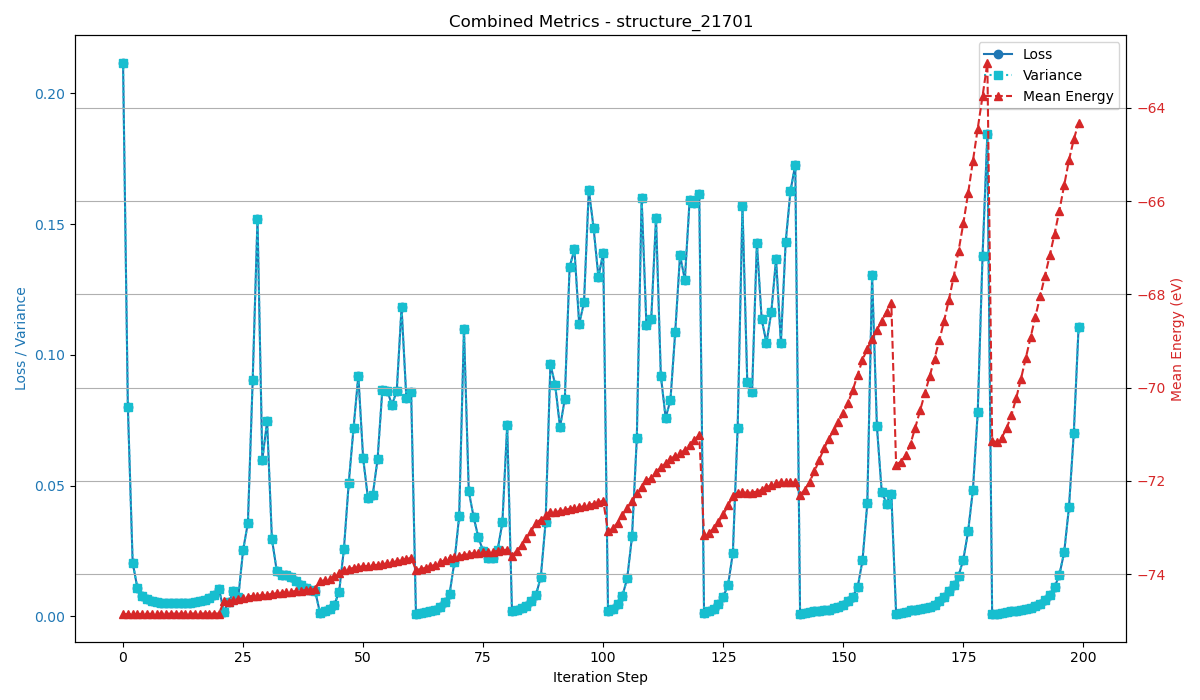 Combined Metrics - structure_21701
Loss
Variance
Mean Energy
Loss / Variance
0.20
0.15
0.10
0.05
0.00
−64
−66
−68
−70
−72
−74
Mean Energy (eV)
0 25 50 75 100 125 150 175 200
Iteration Step